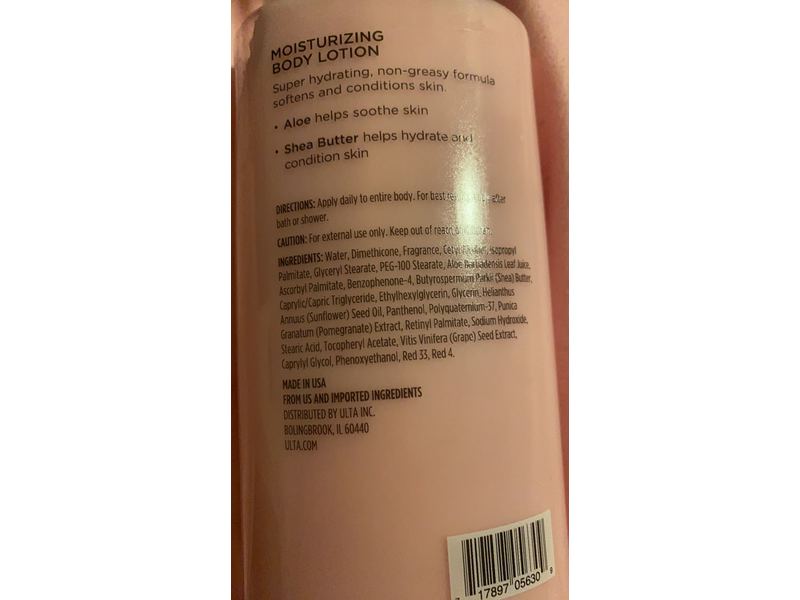 MOISTURIZING
BODY LOTION
Super hydrating, non-greasy formula
softens and conditions skin.
• Aloe helps soothe skin
• Shea Butter helps hydrate and
condition skin
DIRECTIONS: Apply daily to entire body. For best after
bath or shower.
CAUTION: For external use only. Keep out of reach
INGREDIENTS: Water, Dimethicone, Fragrance, Isopropyl
Palmitate, Glyceryl Stearate, PEG-100 Stearate, Aloe Barbadensis Leaf Juice,
Ascorbyl Palmitate, Benzophenone-4, Butyrospermum Parkii (Shea) Butter,
Caprylic/Capric Triglyceride, Ethylhexylglycerin, Glycerin, Helianthus
Annuus (Sunflower) Seed Oil, Panthenol, Polyquaternium-37, Punica
Granatum (Pomegranate) Extract, Retinyl Palmitate, Sodium Hydroxide,
Stearic Acid, Tocopheryl Acetate, Vitis Vinifera (Grape) Seed Extract,
Caprylyl Glycol, Phenoxyethanol, Red 33, Red 4.
MADE IN USA
FROM US AND IMPORTED INGREDIENTS
DISTRIBUTED BY ULTA INC.
BOLINGBROOK, IL 60440
ULTA.COM
17897 05630 9